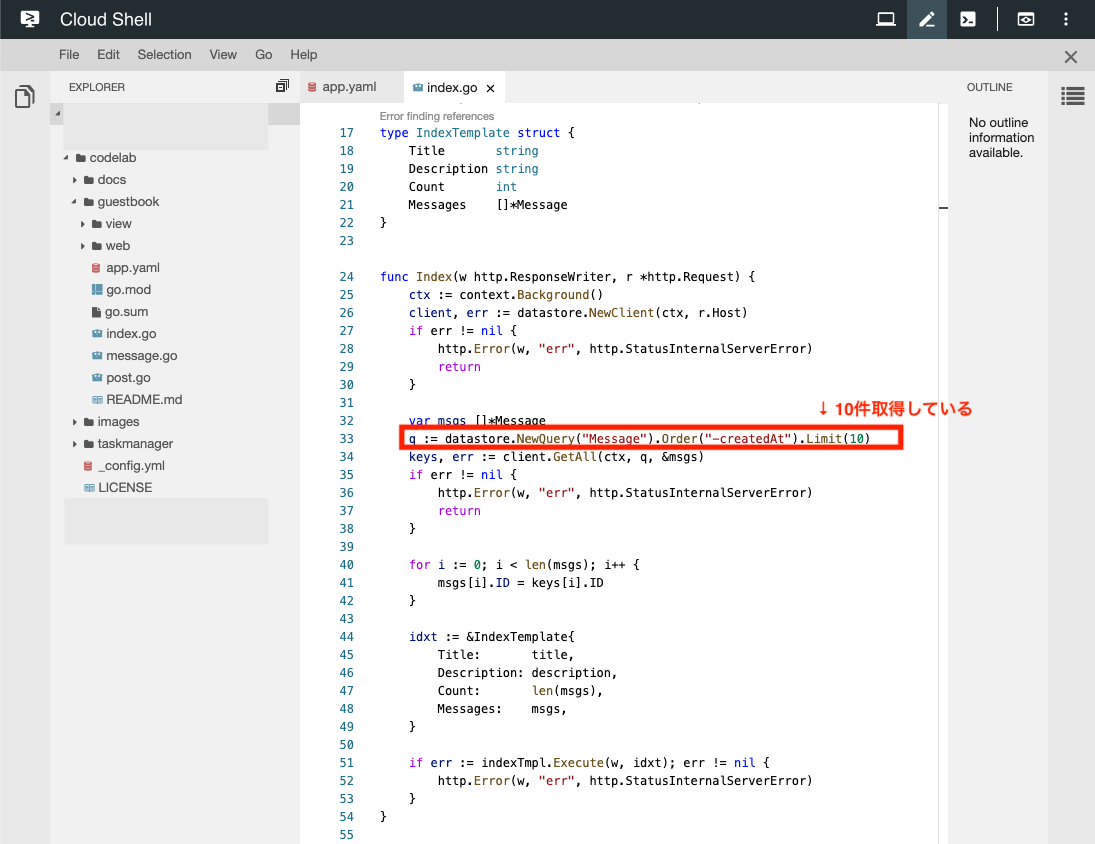 Cloud Shell
File Edit Selection View Go Help
EXPLORER
codelab
docs
guestbook
view
web
app.yaml
go.mod
go.sum
index.go
message.go
post.go
README.md
images
taskmanager
_config.yml
LICENSE
app.yaml
index.go
Error finding references
17 type IndexTemplate struct {
18 Title string
19 Description string
20 Count int
21 Messages []*Message
22 }
23
24 func Index(w http.ResponseWriter, r *http.Request) {
25 ctx := context.Background()
26 client, err := datastore.NewClient(ctx, r.Host)
27 if err != nil {
28 http.Error(w, "err", http.StatusInternalServerError)
29 return
30 }
31
↓ 10件取得している
32 var msgs []*Message
33 q := datastore.NewQuery("Message").Order("-createdAt").Limit(10)
34 keys, err := client.GetAll(ctx, q, &msgs)
35 if err != nil {
36 http.Error(w, "err", http.StatusInternalServerError)
37 return
38 }
39
40 for i := 0; i < len(msgs); i++ {
41 msgs[i].ID = keys[i].ID
42 }
43
44 idxt := &IndexTemplate{
45 Title: title,
46 Description: description,
47 Count: len(msgs),
48 Messages: msgs,
49 }
50
51 if err := indexTmpl.Execute(w, idxt); err != nil {
52 http.Error(w, "err", http.StatusInternalServerError)
53 }
54 }
55
OUTLINE
No outline
information
available.